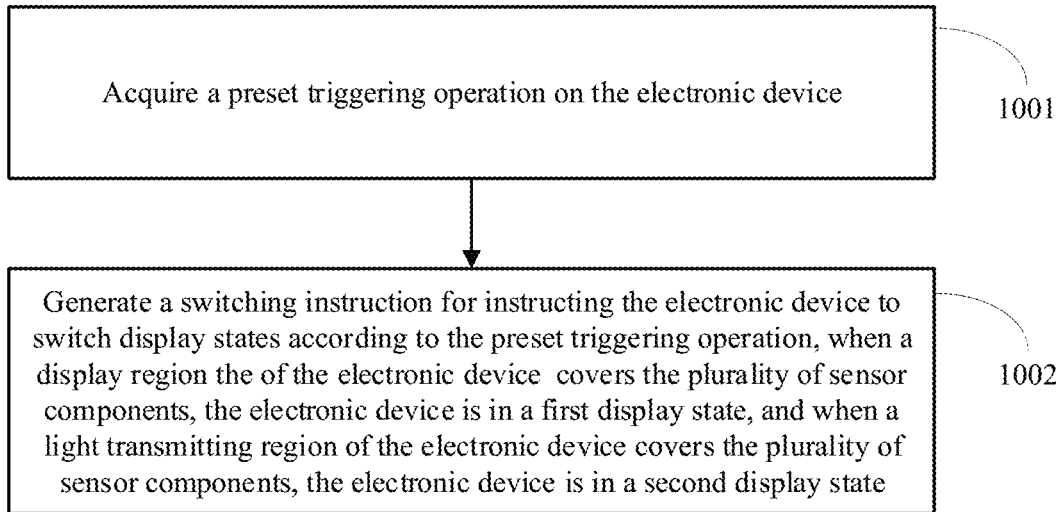 Acquire a preset triggering operation on the electronic device
1001
Generate a switching instruction for instructing the electronic device to
switch display states according to the preset triggering operation, when a
display region the of the electronic device covers the plurality of sensor
components, the electronic device is in a first display state, and when a
light transmitting region of the electronic device covers the plurality of
sensor components, the electronic device is in a second display state
1002